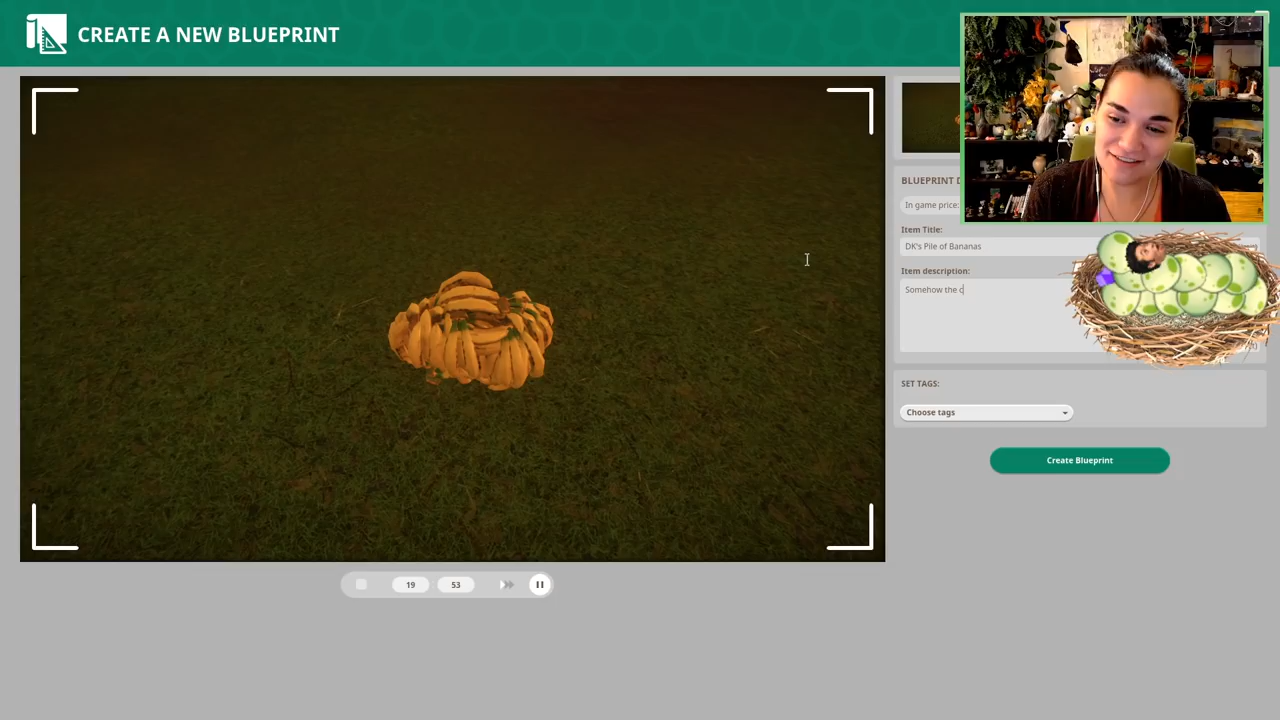 CREATE A NEW BLUEPRINT
BLUEPRINT
In game price:
Item Title:
DK's Pile of Bananas
Item description:
Somehow the c
SET TAGS:
Choose tags
Create Blueprint
19 53